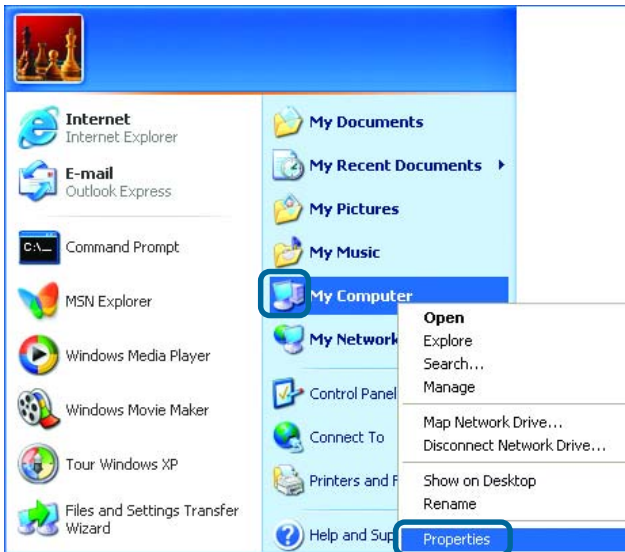 Internet
Internet Explorer
E-mail
Outlook Express
C:\_
Command Prompt
MSN Explorer
Windows Media Player
Windows Movie Maker
Tour Windows XP
Files and Settings Transfer
Wizard
My Documents
My Recent Documents
My Pictures
My Music
My Computer
My Network
Control Panel
Connect To
Printers and F
Help and Sup
Open
Explore
Search...
Manage
Map Network Drive...
Disconnect Network Drive...
Show on Desktop
Rename
Properties